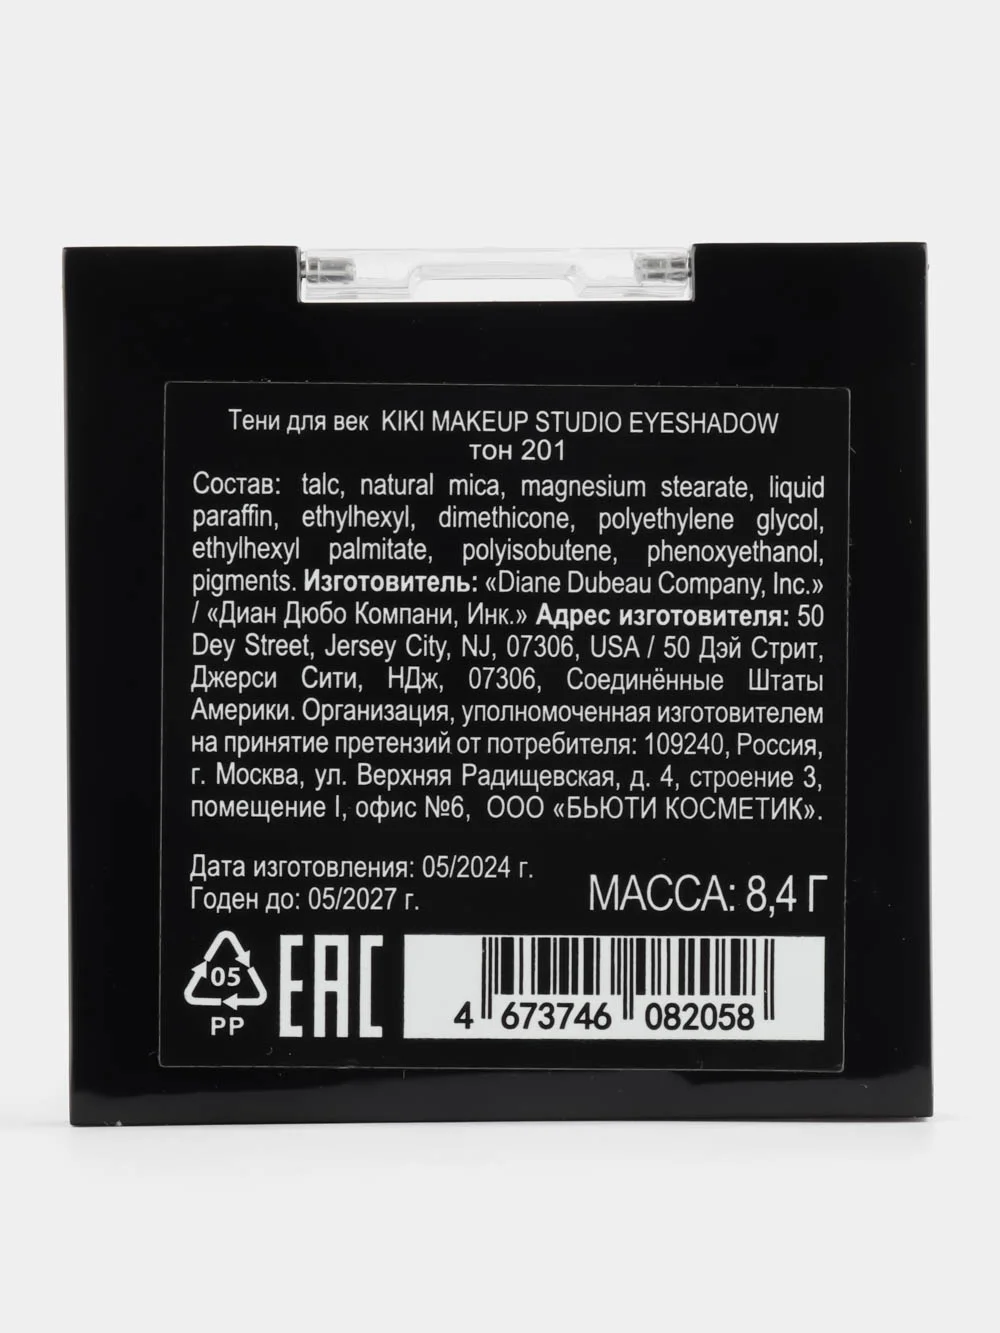 Тени для век KIKI MAKEUP STUDIO EYESHADOW
тон 201
Состав: talc, natural mica, magnesium stearate, liquid
paraffin, ethylhexyl, dimethicone, polyethylene glycol,
ethylhexyl palmitate, polyisobutene, phenoxyethanol,
pigments. Изготовитель: «Diane Dubeau Company, Inc.»
/ «Диан Дюбо Компани, Инк.» Адрес изготовителя: 50
Dey Street, Jersey City, NJ, 07306, USA / 50 Дэй Стрит,
Джерси Сити, НДж, 07306, Соединённые Штаты
Америки. Организация, уполномоченная изготовителем
на принятие претензий от потребителя: 109240, Россия,
г. Москва, ул. Верхняя Радищевская, д. 4, строение 3,
помещение I, офис №6, ООО «БЬЮТИ КОСМЕТИК».
Дата изготовления: 05/2024 г.
Годен до: 05/2027 г.
МАССА: 8,4 Г
05
PP
EAC
4 673746 082058